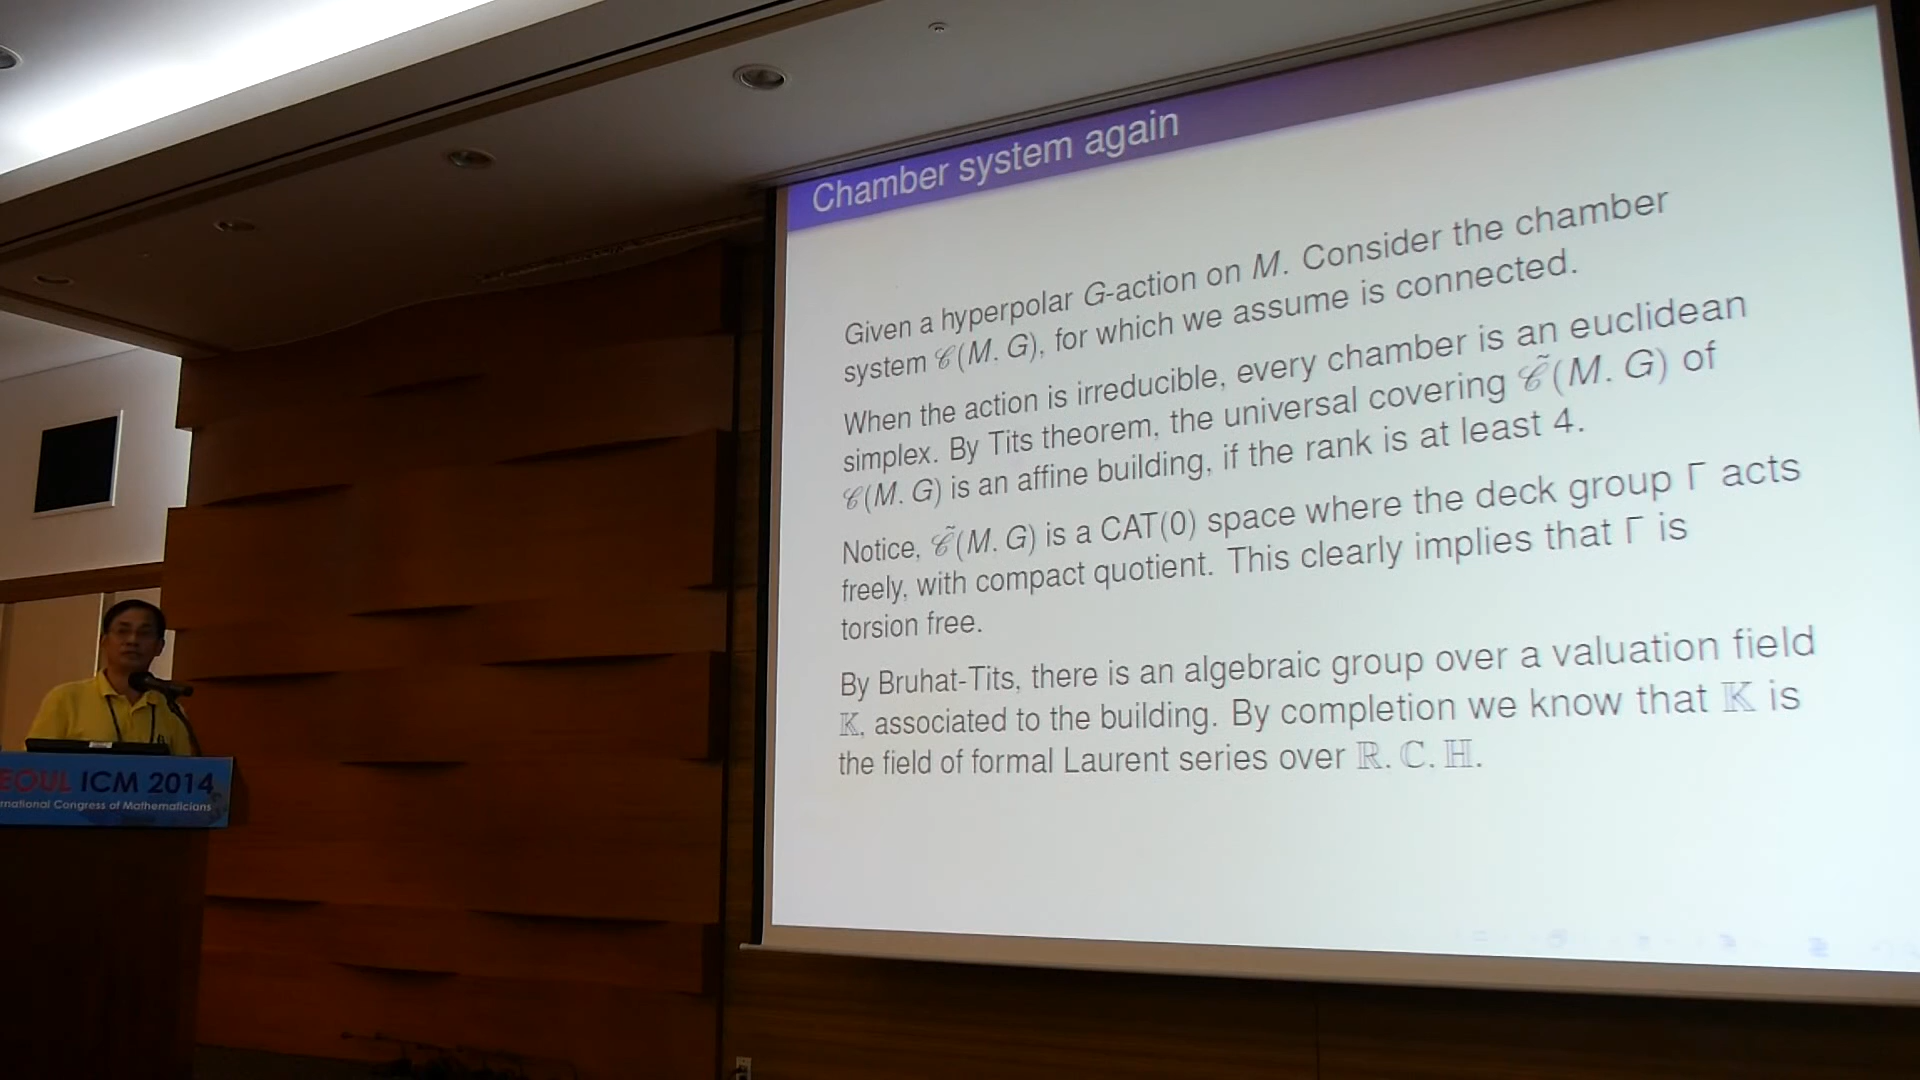 Chamber system again
Given a hyperpolar G-action on M. Consider the chamber
system 𝒞(M, G), for which we assume is connected.
When the action is irreducible, every chamber is an euclidean
simplex. By Tits theorem, the universal covering 𝒞̃(M, G) of
𝒞(M, G) is an affine building, if the rank is at least 4.
Notice, 𝒞̃(M, G) is a CAT(0) space where the deck group Γ acts
freely, with compact quotient. This clearly implies that Γ is
torsion free.
By Bruhat-Tits, there is an algebraic group over a valuation field
𝕂, associated to the building. By completion we know that 𝕂 is
the field of formal Laurent series over ℝ, ℂ, ℍ.
EOUL ICM 2014
rnational Congress of Mathematicians